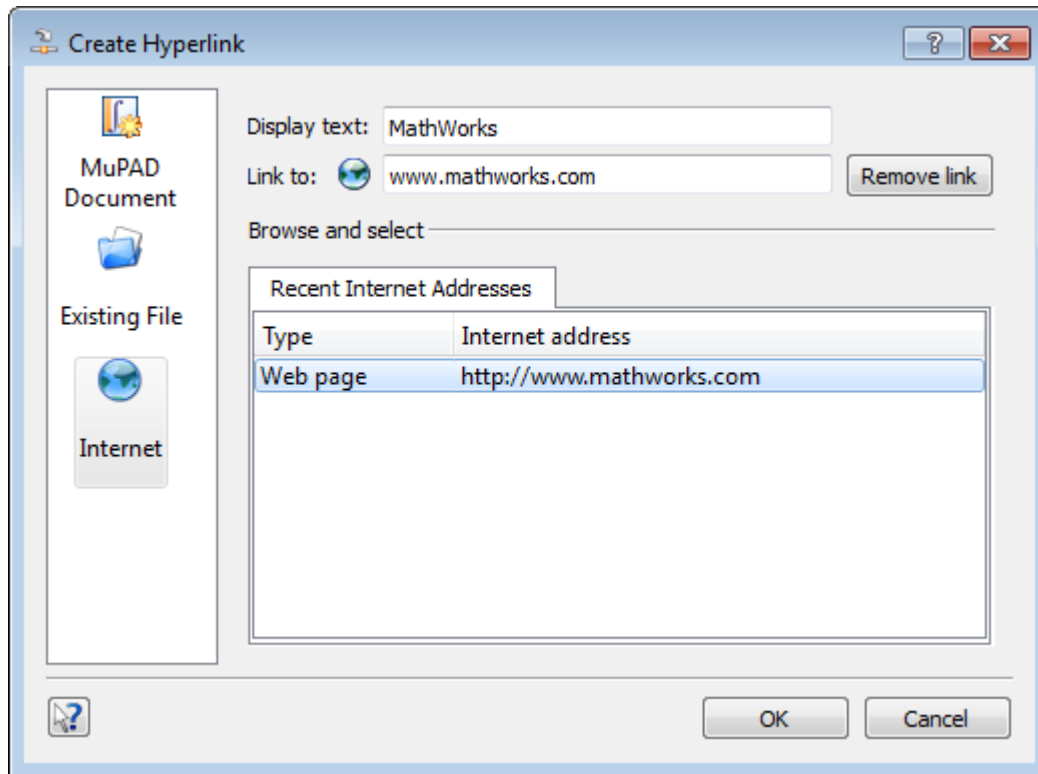 Create Hyperlink
MuPAD
Document
Existing File
Internet
Display text: MathWorks
Link to: www.mathworks.com Remove link
Browse and select
Recent Internet Addresses
Type Internet address
Web page http://www.mathworks.com
OK Cancel